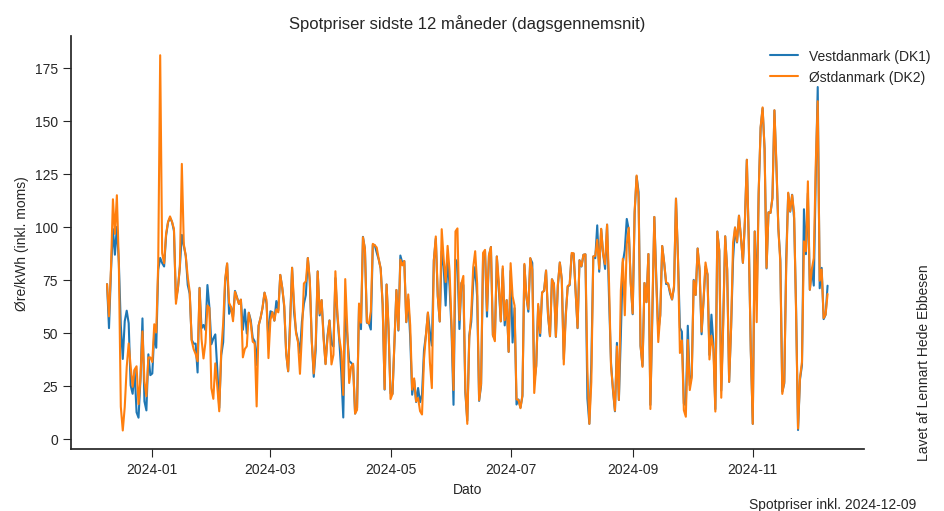 Spotpriser sidste 12 måneder (dagsgennemsnit)
Vestdanmark (DK1)
Østdanmark (DK2)
Øre/kWh (inkl. moms)
175
150
125
100
75
50
25
0
2024-01
2024-03
2024-05
2024-07
2024-09
2024-11
Dato
Lavet af Lennart Hede Ebbesen
Spotpriser inkl. 2024-12-09